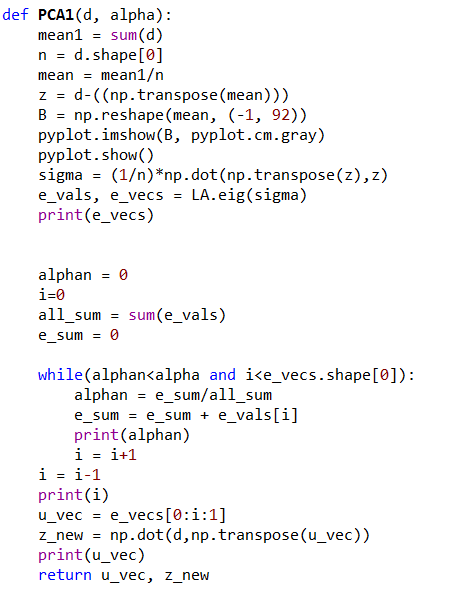 def PCA1(d, alpha):
    mean1 = sum(d)
    n = d.shape[0]
    mean = mean1/n
    z = d-((np.transpose(mean)))
    B = np.reshape(mean, (-1, 92))
    pyplot.imshow(B, pyplot.cm.gray)
    pyplot.show()
    sigma = (1/n)*np.dot(np.transpose(z),z)
    e_vals, e_vecs = LA.eig(sigma)
    print(e_vecs)
    alphan = 0
    i=0
    all_sum = sum(e_vals)
    e_sum = 0
    while(alphan<alpha and i<e_vecs.shape[0]):
        alphan = e_sum/all_sum
        e_sum = e_sum + e_vals[i]
        print(alphan)
        i = i+1
    i = i-1
    print(i)
    u_vec = e_vecs[0:i:1]
    z_new = np.dot(d,np.transpose(u_vec))
    print(u_vec)
    return u_vec, z_new